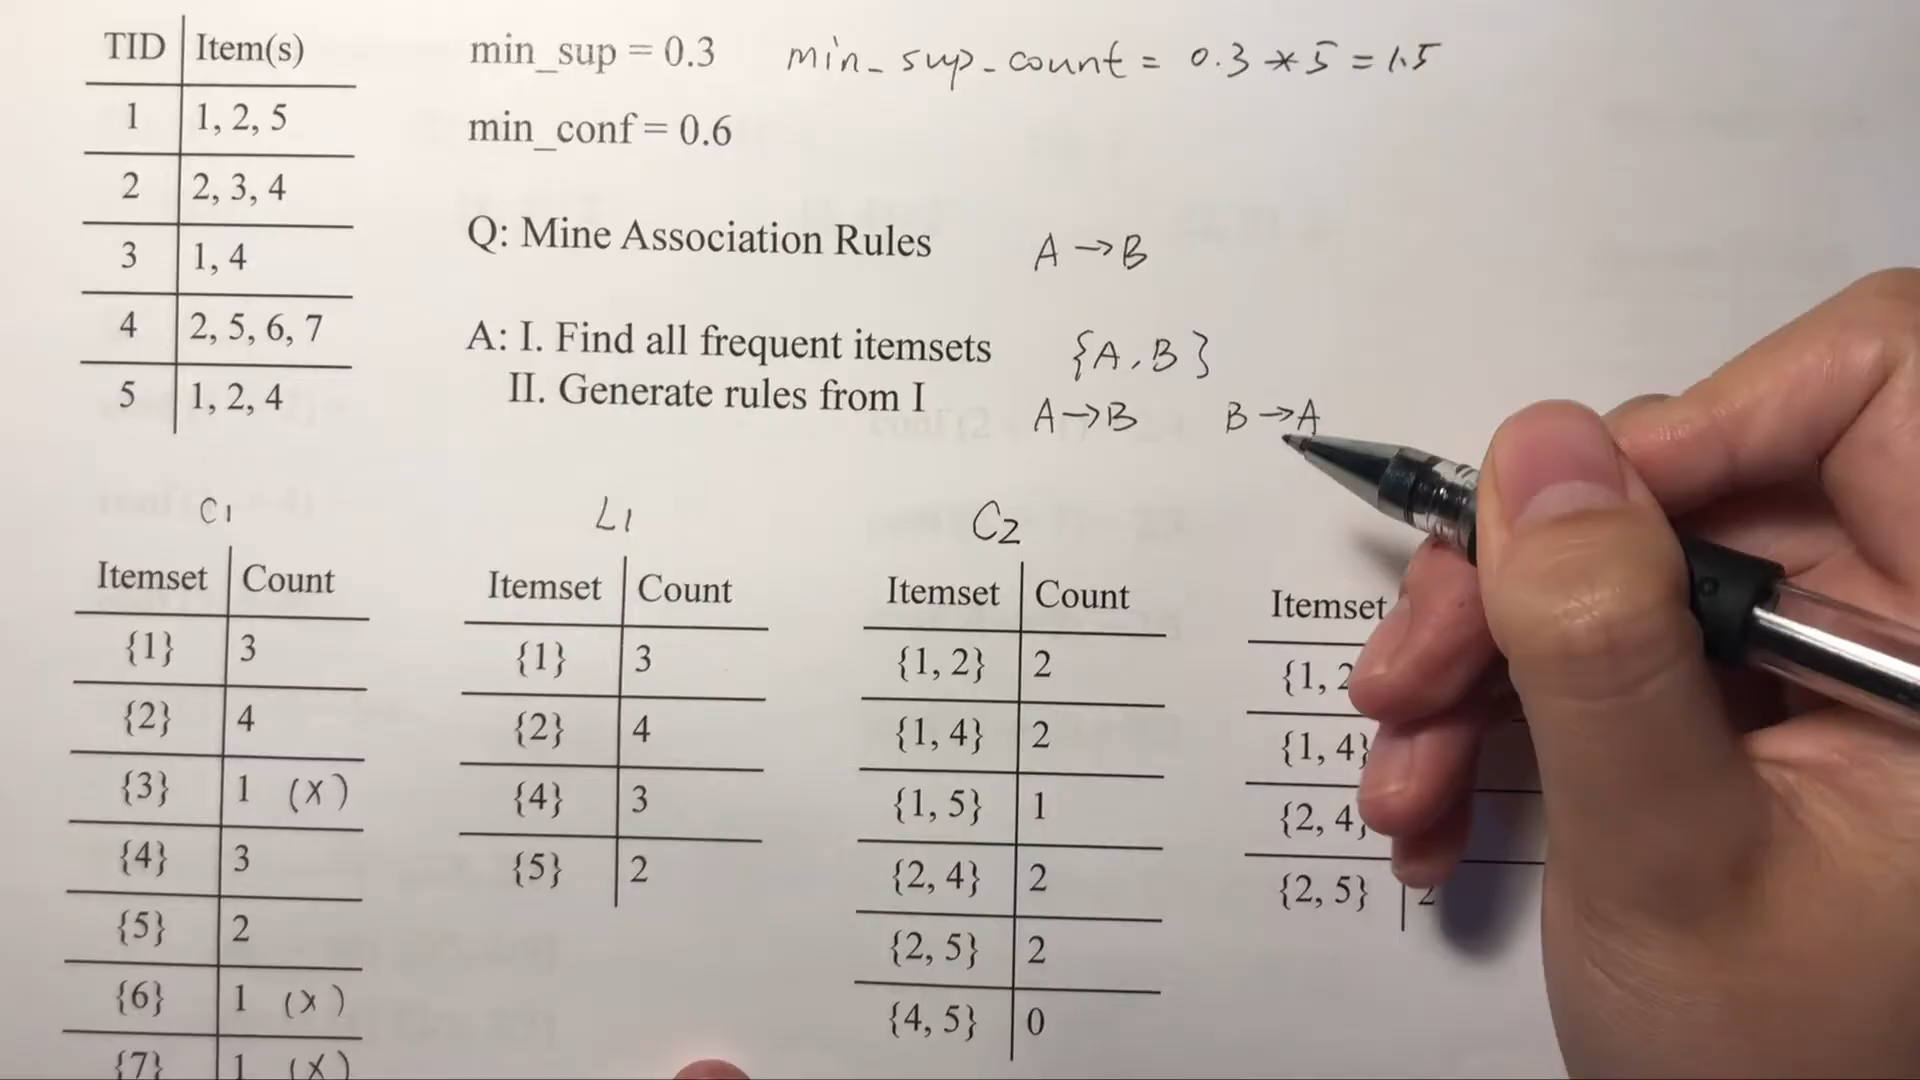 TID Item(s)
1 1, 2, 5
2 2, 3, 4
3 1, 4
4 2, 5, 6, 7
5 1, 2, 4
min_sup = 0.3 min_sup_count = 0.3 * 5 = 1.5
min_conf = 0.6
Q: Mine Association Rules A → B
A: I. Find all frequent itemsets {A, B}
II. Generate rules from I A → B B → A
C1
Itemset Count
{1} 3
{2} 4
{3} 1 (X)
{4} 3
{5} 2
{6} 1 (X)
{7} 1 (X)
L1
Itemset Count
{1} 3
{2} 4
{4} 3
{5} 2
C2
Itemset Count
{1, 2} 2
{1, 4} 2
{1, 5} 1
{2, 4} 2
{2, 5} 2
{4, 5} 0
Itemset
{1, 2
{1, 4}
{2, 4}
{2, 5} 2